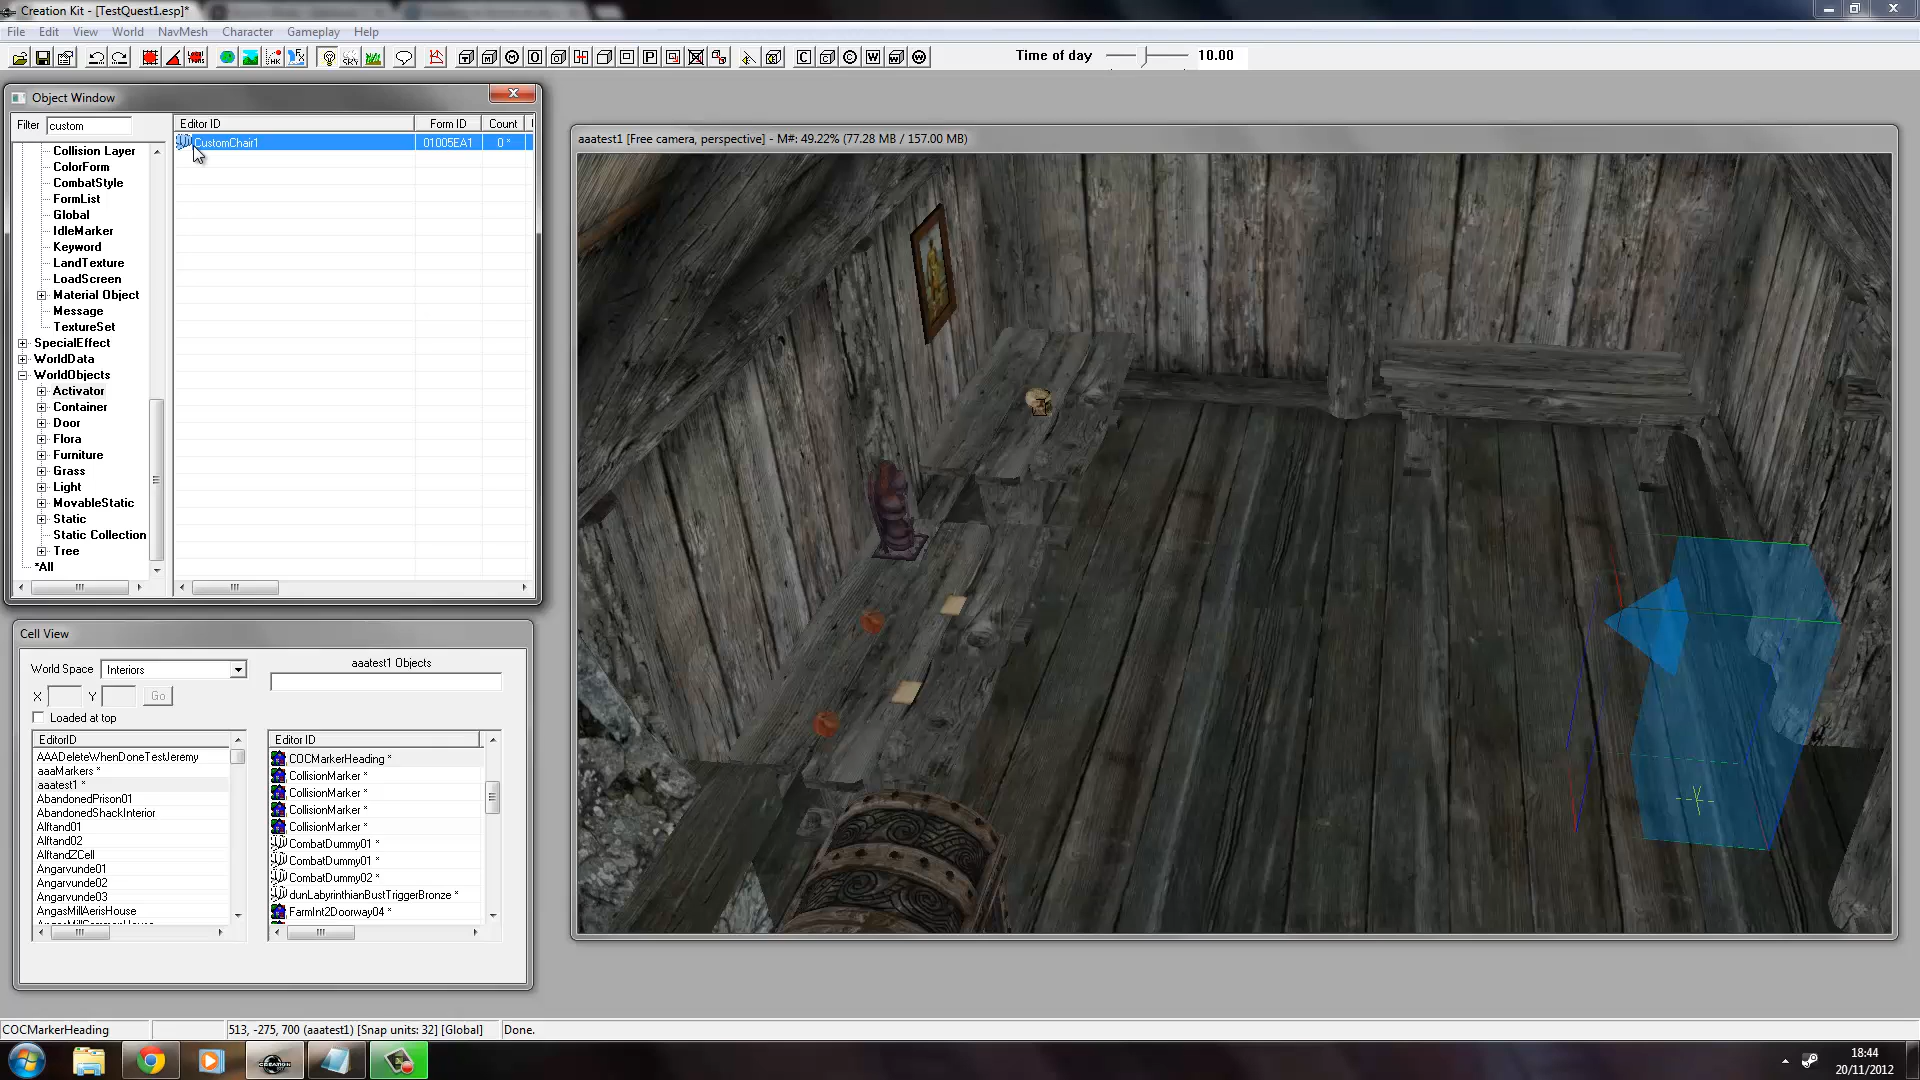 Creation Kit - [TestQuest1.esp]*
File Edit View World NavMesh Character Gameplay Help
Time of day 10.00
Object Window
Filter custom
Editor ID Form ID Count
CustomChair1 01005EA1 0 *
Collision Layer
ColorForm
CombatStyle
FormList
Global
IdleMarker
Keyword
LandTexture
LoadScreen
Material Object
Message
TextureSet
SpecialEffect
WorldData
WorldObjects
Activator
Container
Door
Flora
Furniture
Grass
Light
MovableStatic
Static
Static Collection
Tree
*All
aaatest1 [Free camera, perspective] - M#: 49.22% (77.28 MB / 157.00 MB)
Cell View
World Space Interiors
X Y Go
Loaded at top
EditorID
AAADeleteWhenDoneTestJeremy
aaaMarkers *
aaatest1 *
AbandonedPrison01
AbandonedShackInterior
Alftand01
Alftand02
AlftandZCell
Angarvunde01
Angarvunde02
Angarvunde03
AngasMillAerisHouse
AngasMillCommonHouse
aaatest1 Objects
Editor ID
COCMarkerHeading *
CollisionMarker *
CollisionMarker *
CollisionMarker *
CollisionMarker *
CombatDummy01 *
CombatDummy01 *
CombatDummy02 *
dunLabyrinthianBustTriggerBronze *
FarmInt2Doorway04 *
COCMarkerHeading 513, -275, 700 (aaatest1) [Snap units: 32] [Global] Done.
CREATION
18:44
20/11/2012